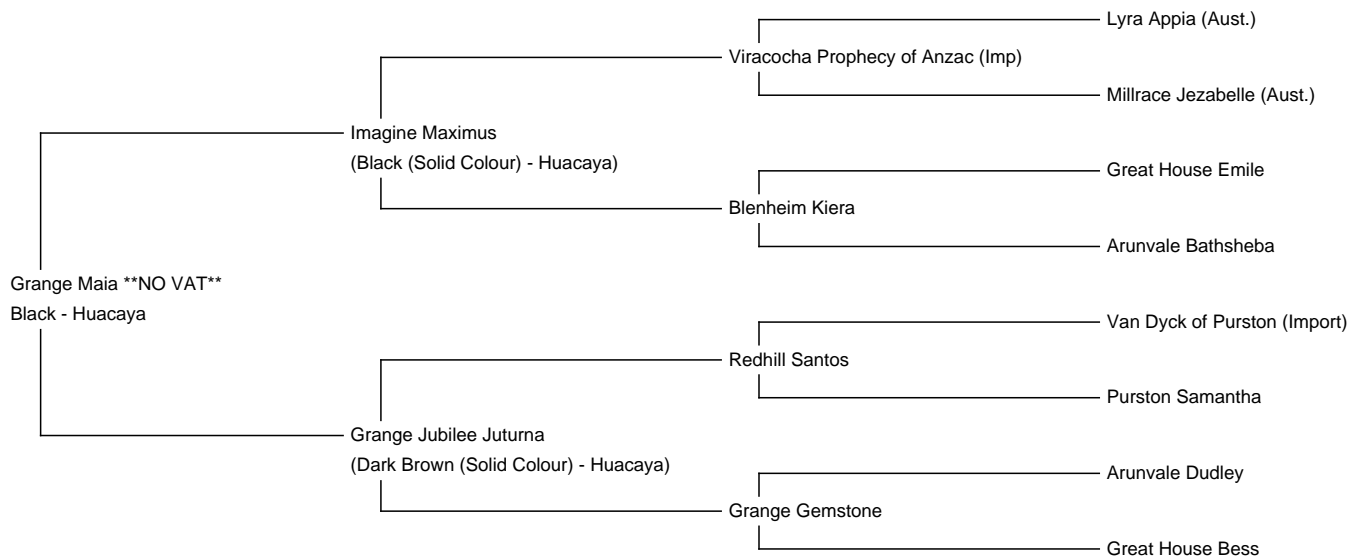 Lyra Appia (Aust.)
Viracocha Prophecy of Anzac (Imp)
Millrace Jezabelle (Aust.)
Imagine Maximus
(Black (Solid Colour) - Huacaya)
Great House Emile
Blenheim Kiera
Arunvale Bathsheba
Grange Maia **NO VAT**
Black - Huacaya
Van Dyck of Purston (Import)
Redhill Santos
Purston Samantha
Grange Jubilee Juturna
(Dark Brown (Solid Colour) - Huacaya)
Arunvale Dudley
Grange Gemstone
Great House Bess